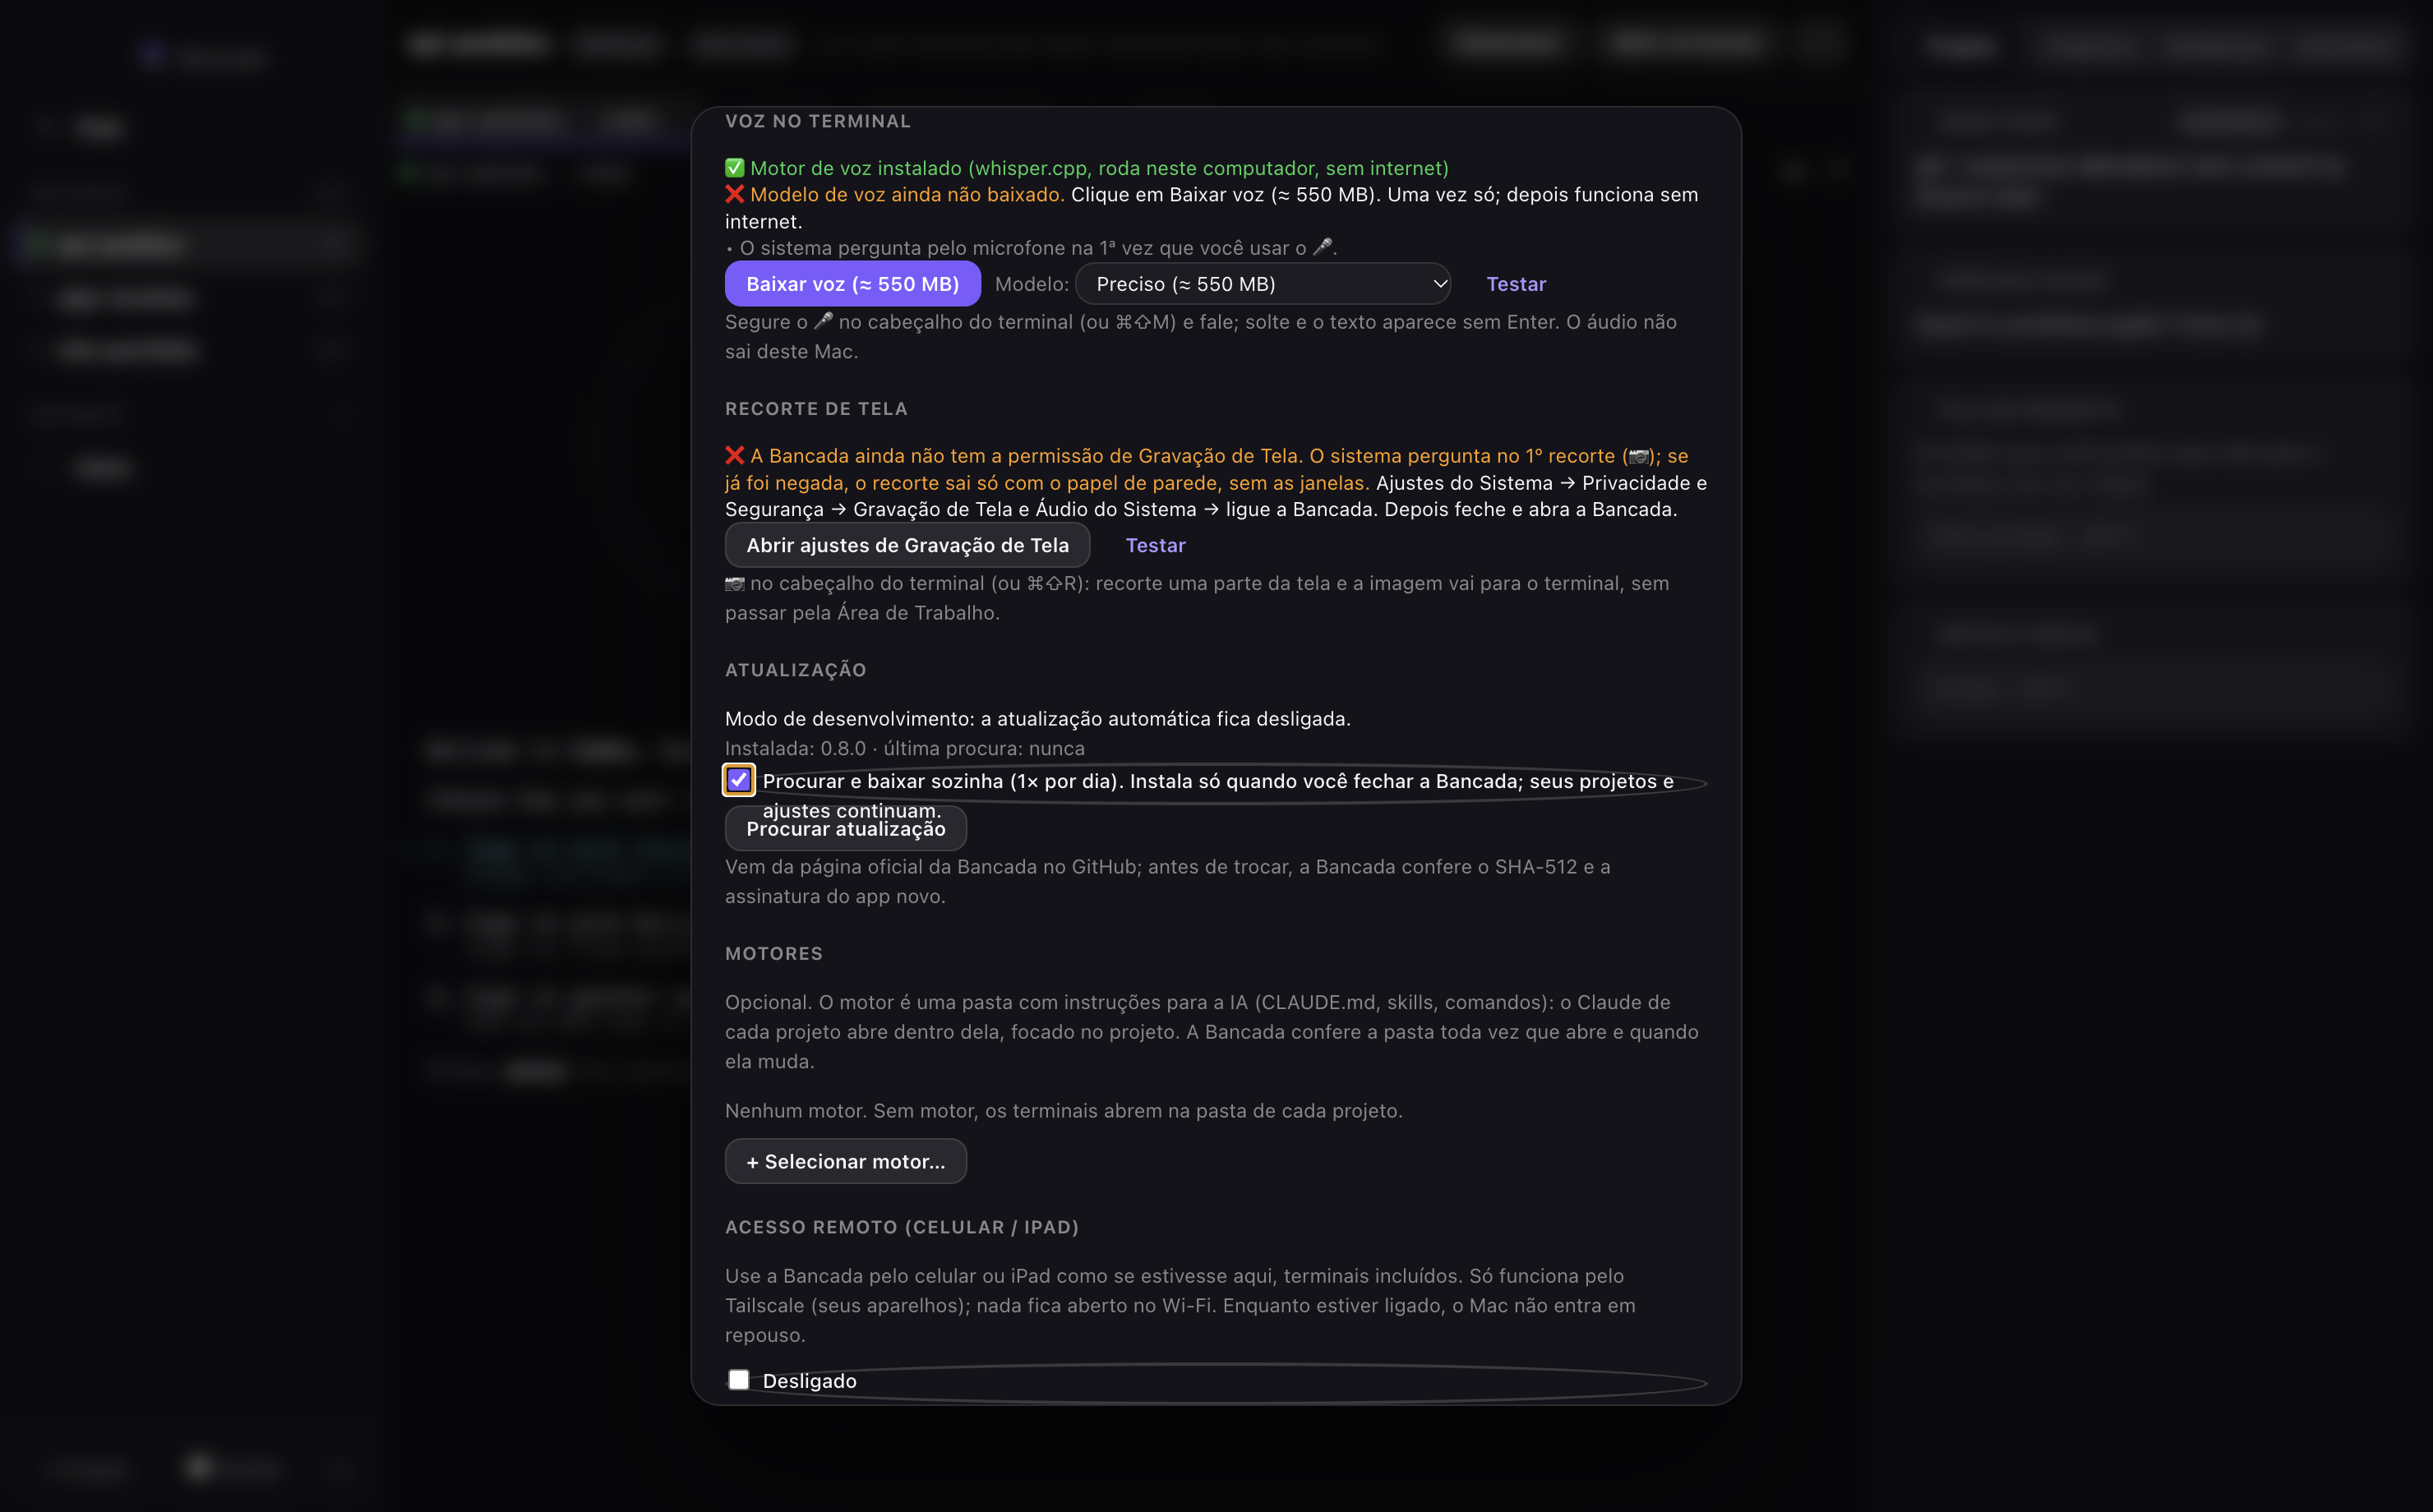 VOZ NO TERMINAL
✅ Motor de voz instalado (whisper.cpp, roda neste computador, sem internet)
❌ Modelo de voz ainda não baixado. Clique em Baixar voz (≈ 550 MB). Uma vez só; depois funciona sem
internet.
• O sistema pergunta pelo microfone na 1ª vez que você usar o 🎤.
Baixar voz (≈ 550 MB) Modelo: Preciso (≈ 550 MB) Testar
Segure o 🎤 no cabeçalho do terminal (ou ⌘⇧M) e fale; solte e o texto aparece sem Enter. O áudio não
sai deste Mac.
RECORTE DE TELA
❌ A Bancada ainda não tem a permissão de Gravação de Tela. O sistema pergunta no 1º recorte (📷); se
já foi negada, o recorte sai só com o papel de parede, sem as janelas. Ajustes do Sistema → Privacidade e
Segurança → Gravação de Tela e Áudio do Sistema → ligue a Bancada. Depois feche e abra a Bancada.
Abrir ajustes de Gravação de Tela Testar
📷 no cabeçalho do terminal (ou ⌘⇧R): recorte uma parte da tela e a imagem vai para o terminal, sem
passar pela Área de Trabalho.
ATUALIZAÇÃO
Modo de desenvolvimento: a atualização automática fica desligada.
Instalada: 0.8.0 · última procura: nunca
Procurar e baixar sozinha (1× por dia). Instala só quando você fechar a Bancada; seus projetos e
ajustes continuam.
Procurar atualização
Vem da página oficial da Bancada no GitHub; antes de trocar, a Bancada confere o SHA-512 e a
assinatura do app novo.
MOTORES
Opcional. O motor é uma pasta com instruções para a IA (CLAUDE.md, skills, comandos): o Claude de
cada projeto abre dentro dela, focado no projeto. A Bancada confere a pasta toda vez que abre e quando
ela muda.
Nenhum motor. Sem motor, os terminais abrem na pasta de cada projeto.
+ Selecionar motor...
ACESSO REMOTO (CELULAR / IPAD)
Use a Bancada pelo celular ou iPad como se estivesse aqui, terminais incluídos. Só funciona pelo
Tailscale (seus aparelhos); nada fica aberto no Wi-Fi. Enquanto estiver ligado, o Mac não entra em
repouso.
Desligado